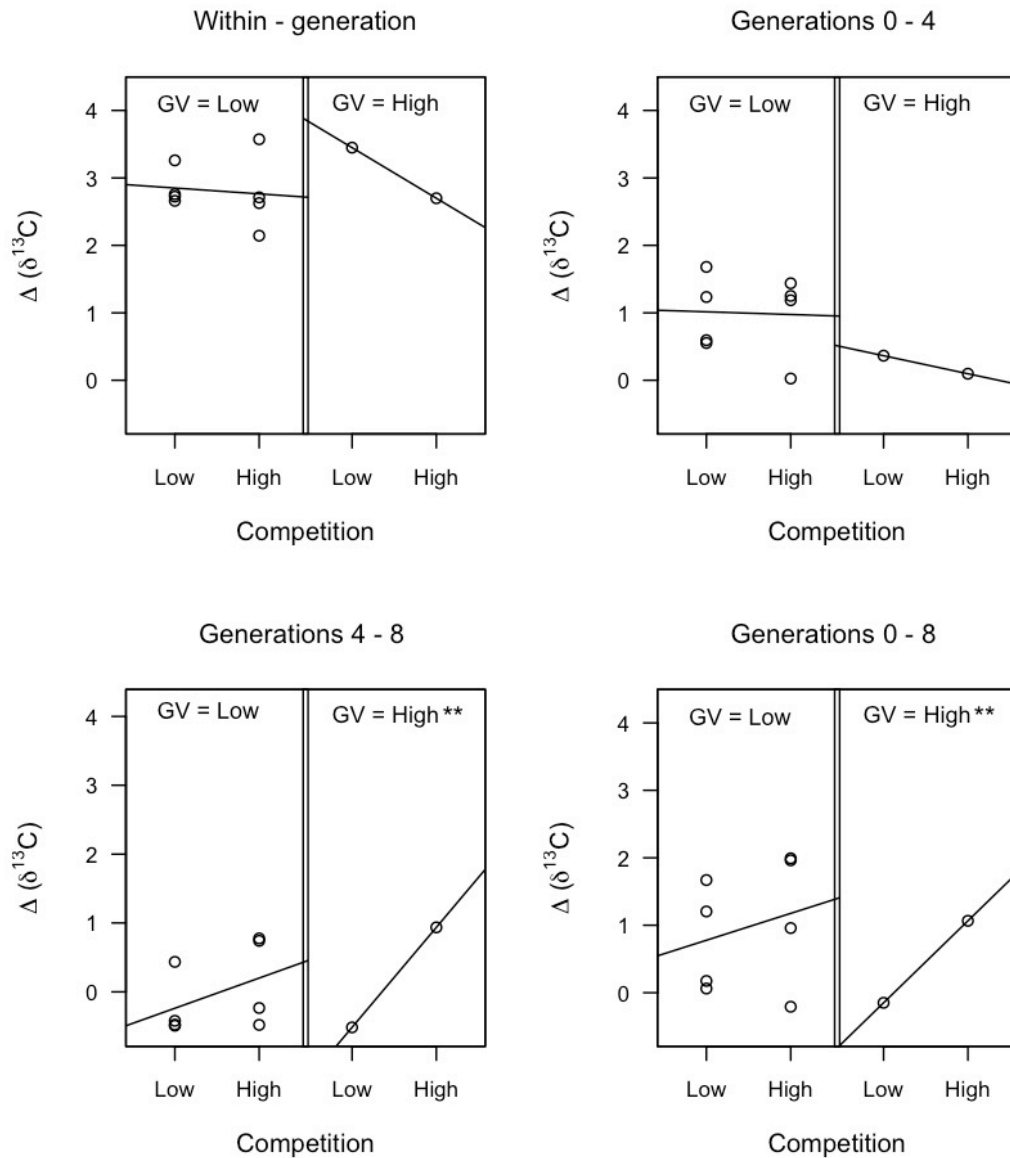 Within - generation
GV = Low
GV = High
4
3
2
1
0
Δ (δ¹³C)
Low
High
Low
High
Competition
Generations 0 - 4
GV = Low
GV = High
4
3
2
1
0
Δ (δ¹³C)
Low
High
Low
High
Competition
Generations 4 - 8
GV = Low
GV = High **
4
3
2
1
0
Δ (δ¹³C)
Low
High
Low
High
Competition
Generations 0 - 8
GV = Low
GV = High **
4
3
2
1
0
Δ (δ¹³C)
Low
High
Low
High
Competition